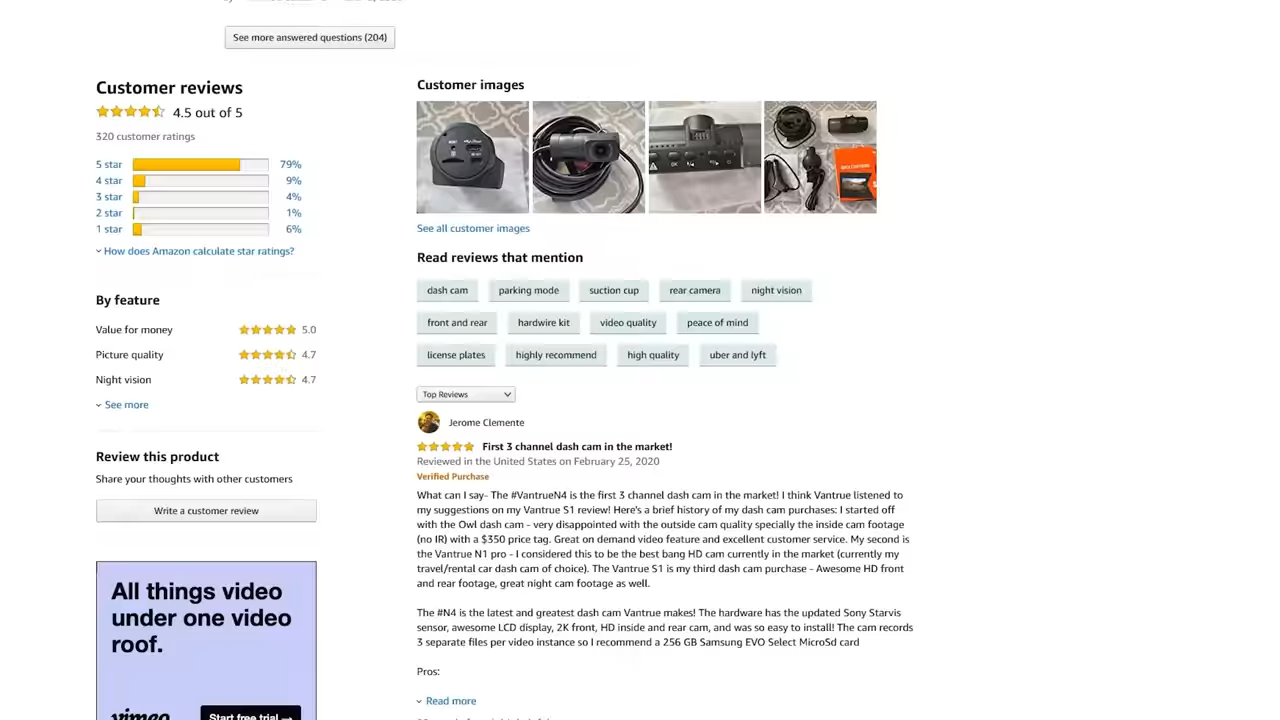 See more answered questions (204)
Customer reviews
4.5 out of 5
320 customer ratings
5 star 79%
4 star 9%
3 star 4%
2 star 1%
1 star 6%
How does Amazon calculate star ratings?
By feature
Value for money 5.0
Picture quality 4.7
Night vision 4.7
See more
Review this product
Share your thoughts with other customers
Write a customer review
All things video
under one video
roof.
vimeo Start free trial →
Customer images
See all customer images
Read reviews that mention
dash cam parking mode suction cup rear camera night vision
front and rear hardwire kit video quality peace of mind
license plates highly recommend high quality uber and lyft
Top Reviews
Jerome Clemente
First 3 channel dash cam in the market!
Reviewed in the United States on February 25, 2020
Verified Purchase
What can I say- The #VantrueN4 is the first 3 channel dash cam in the market! I think Vantrue listened to
my suggestions on my Vantrue S1 review! Here's a brief history of my dash cam purchases: I started off
with the Owl dash cam - very disappointed with the outside cam quality specially the inside cam footage
(no IR) with a $350 price tag. Great on demand video feature and excellent customer service. My second is
the Vantrue N1 pro - I considered this to be the best bang HD cam currently in the market (currently my
travel/rental car dash cam of choice). The Vantrue S1 is my third dash cam purchase - Awesome HD front
and rear footage, great night cam footage as well.
The #N4 is the latest and greatest dash cam Vantrue makes! The hardware has the updated Sony Starvis
sensor, awesome LCD display, 2K front, HD inside and rear cam, and was so easy to install! The cam records
3 separate files per video instance so I recommend a 256 GB Samsung EVO Select MicroSd card
Pros:
Read more